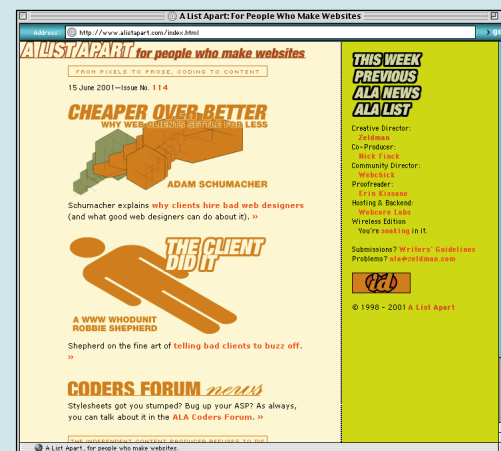 A List Apart: For People Who Make Websites
Address: @ http://www.alistapart.com/index.html
go
A LIST APART for people who make websites
FROM PIXELS TO PROSE, CODING TO CONTENT
15 June 2001—Issue No. 114
CHEAPER OVER BETTER
WHY WEB CLIENTS SETTLE FOR LESS
ADAM SCHUMACHER
Schumacher explains why clients hire bad web designers
(and what good web designers can do about it). »
THE CLIENT
DID IT
A WWW WHODUNIT
ROBBIE SHEPHERD
Shepherd on the fine art of telling bad clients to buzz off.
»
CODERS FORUM news
Stylesheets got you stumped? Bug up your ASP? As always,
you can talk about it in the ALA Coders Forum. »
THE INDEPENDENT CONTENT PRODUCER REFUSES TO DIE
THIS WEEK
PREVIOUS
ALA NEWS
ALA LIST
Creative Director:
Zeldman
Co-Producer:
Nick Finck
Community Director:
Webchick
Proofreader:
Erin Kissane
Hosting & Backend:
Webcore Labs
Wireless Edition
You're soaking in it.
Submissions? Writers' Guidelines
Problems? ala@zeldman.com
© 1998 - 2001 A List Apart
A List Apart, for people who make websites.